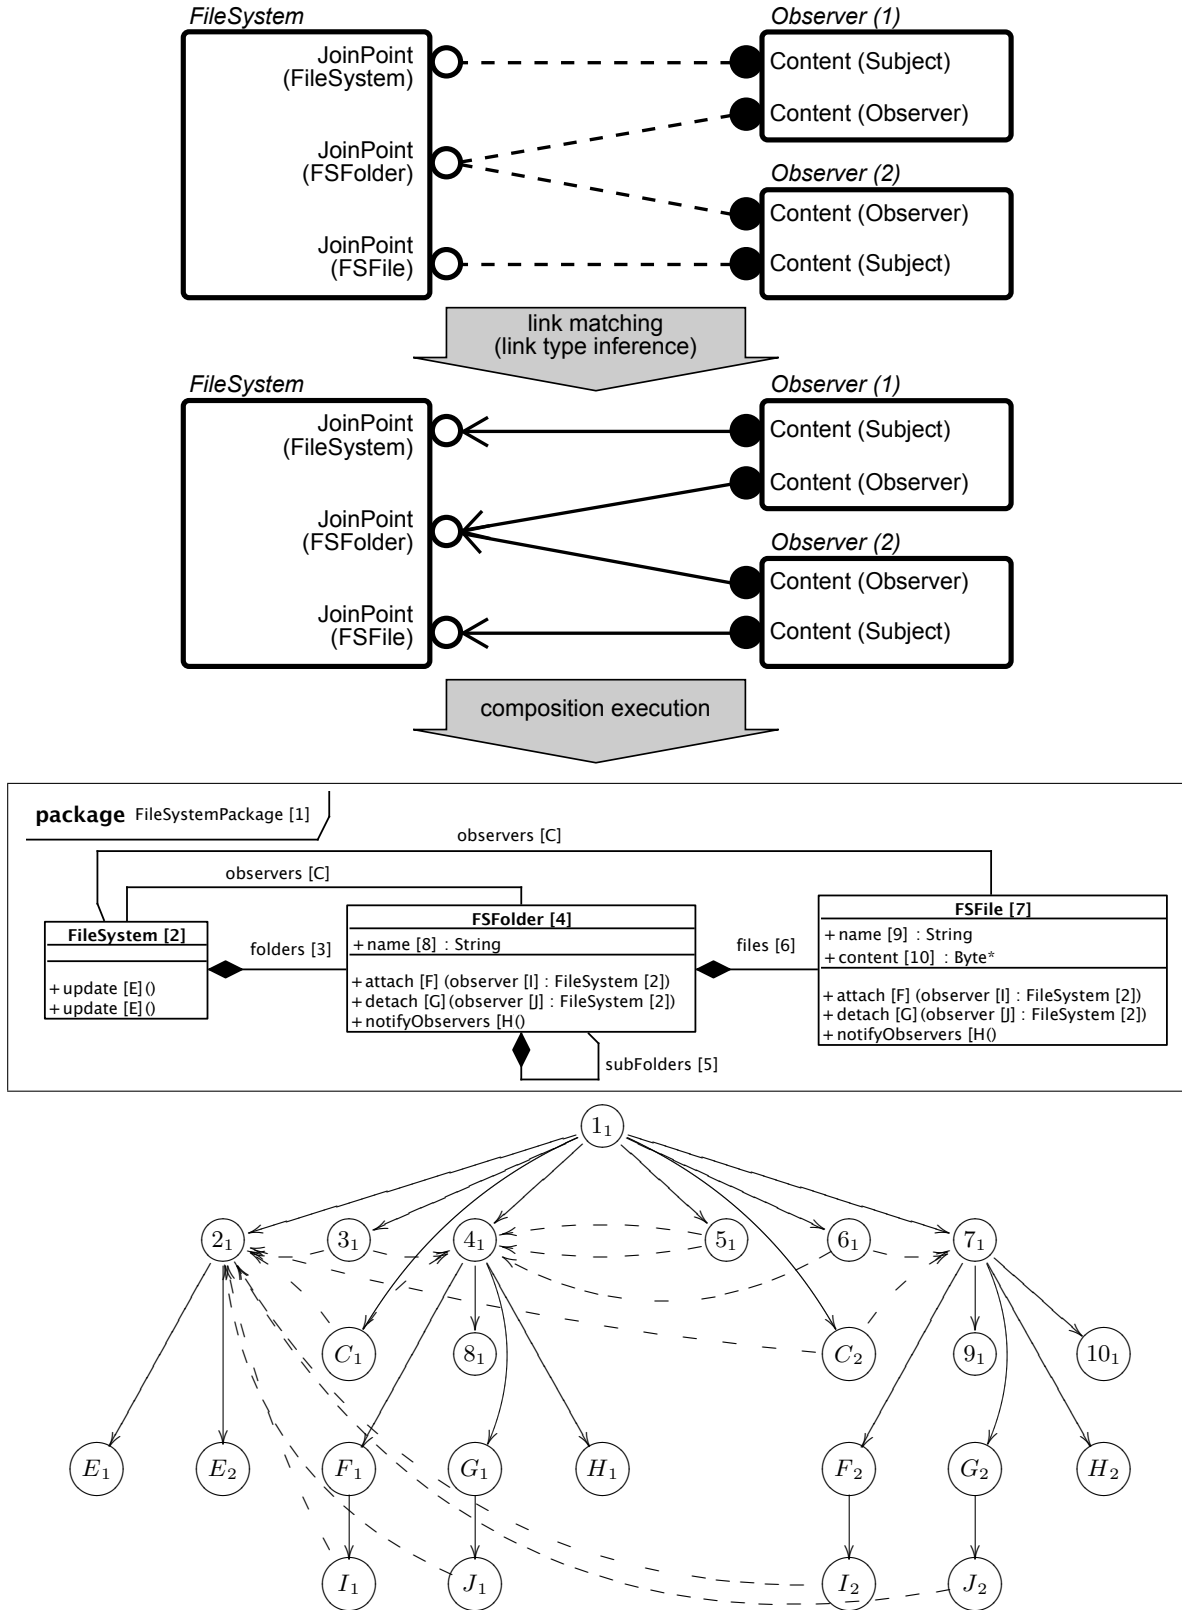 FileSystem
Observer (1)
JoinPoint
(FileSystem)
Content (Subject)
Content (Observer)
JoinPoint
(FSFolder)
Observer (2)
Content (Observer)
JoinPoint
(FSFile)
Content (Subject)
link matching
(link type inference)
FileSystem
Observer (1)
JoinPoint
(FileSystem)
Content (Subject)
Content (Observer)
JoinPoint
(FSFolder)
Observer (2)
Content (Observer)
JoinPoint
(FSFile)
Content (Subject)
composition execution
package FileSystemPackage [1]
observers [C]
observers [C]
FileSystem [2]
+ update [E]()
+ update [E]()
folders [3]
FSFolder [4]
+ name [8] : String
+ attach [F] (observer [I] : FileSystem [2])
+ detach [G] (observer [J] : FileSystem [2])
+ notifyObservers [H()
subFolders [5]
files [6]
FSFile [7]
+ name [9] : String
+ content [10] : Byte*
+ attach [F] (observer [I] : FileSystem [2])
+ detach [G] (observer [J] : FileSystem [2])
+ notifyObservers [H()
1₁
2₁ 3₁ 4₁ 5₁ 6₁ 7₁
C₁ 8₁ C₂ 9₁ 10₁
E₁ E₂ F₁ G₁ H₁ F₂ G₂ H₂
I₁ J₁ I₂ J₂